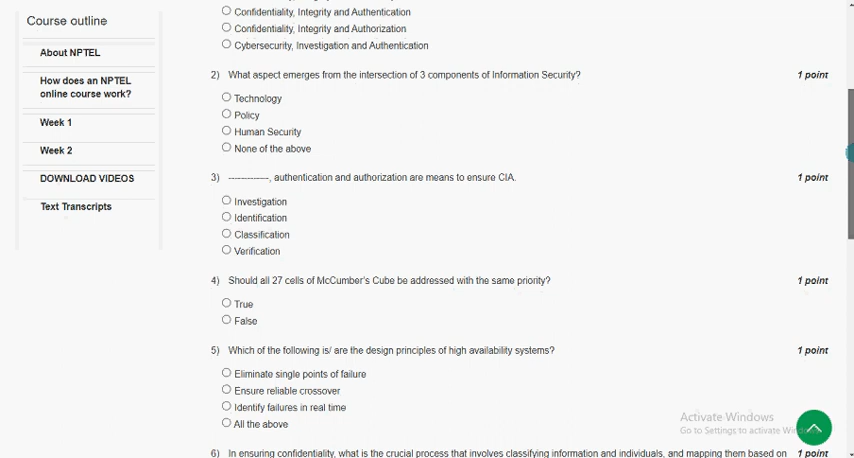 Course outline
About NPTEL
How does an NPTEL
online course work?
Week 1
Week 2
DOWNLOAD VIDEOS
Text Transcripts
Confidentiality, Integrity and Authentication
Confidentiality, Integrity and Authorization
Cybersecurity, Investigation and Authentication
2) What aspect emerges from the intersection of 3 components of Information Security? 1 point
Technology
Policy
Human Security
None of the above
3) -------------, authentication and authorization are means to ensure CIA. 1 point
Investigation
Identification
Classification
Verification
4) Should all 27 cells of McCumber's Cube be addressed with the same priority? 1 point
True
False
5) Which of the following is/ are the design principles of high availability systems? 1 point
Eliminate single points of failure
Ensure reliable crossover
Identify failures in real time
All the above
Activate Windows
Go to Settings to activate Windows.
6) In ensuring confidentiality, what is the crucial process that involves classifying information and individuals, and mapping them based on 1 point